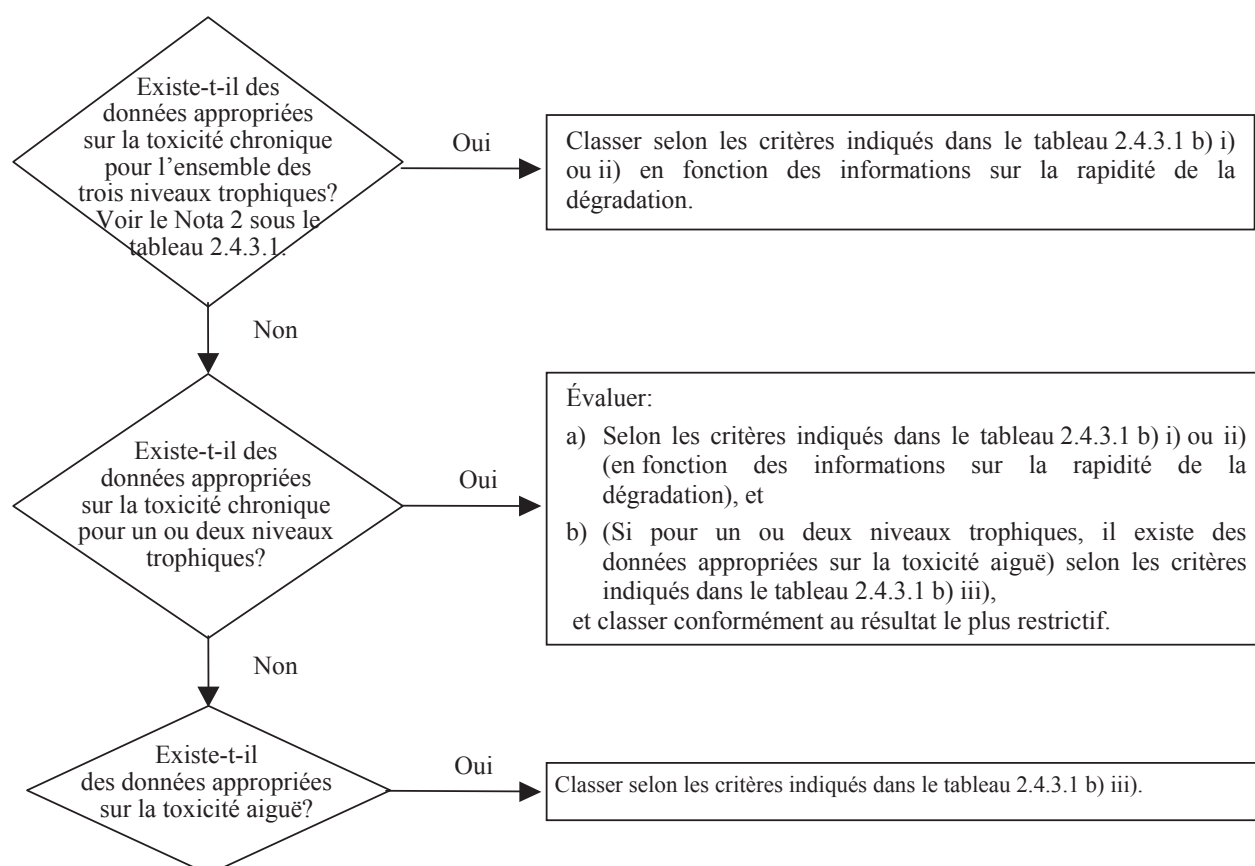 Existe-t-il des
données appropriées
sur la toxicité chronique
pour l'ensemble des
trois niveaux trophiques?
Voir le Nota 2 sous le
tableau 2.4.3.1.
Oui
Classer selon les critères indiqués dans le tableau 2.4.3.1 b) i)
ou ii) en fonction des informations sur la rapidité de la
dégradation.
Non
Existe-t-il des
données appropriées
sur la toxicité chronique
pour un ou deux niveaux
trophiques?
Oui
Évaluer:
a) Selon les critères indiqués dans le tableau 2.4.3.1 b) i) ou ii)
(en fonction des informations sur la rapidité de la
dégradation), et
b) (Si pour un ou deux niveaux trophiques, il existe des
données appropriées sur la toxicité aiguë) selon les critères
indiqués dans le tableau 2.4.3.1 b) iii),
et classer conformément au résultat le plus restrictif.
Non
Existe-t-il
des données appropriées
sur la toxicité aiguë?
Oui
Classer selon les critères indiqués dans le tableau 2.4.3.1 b) iii).